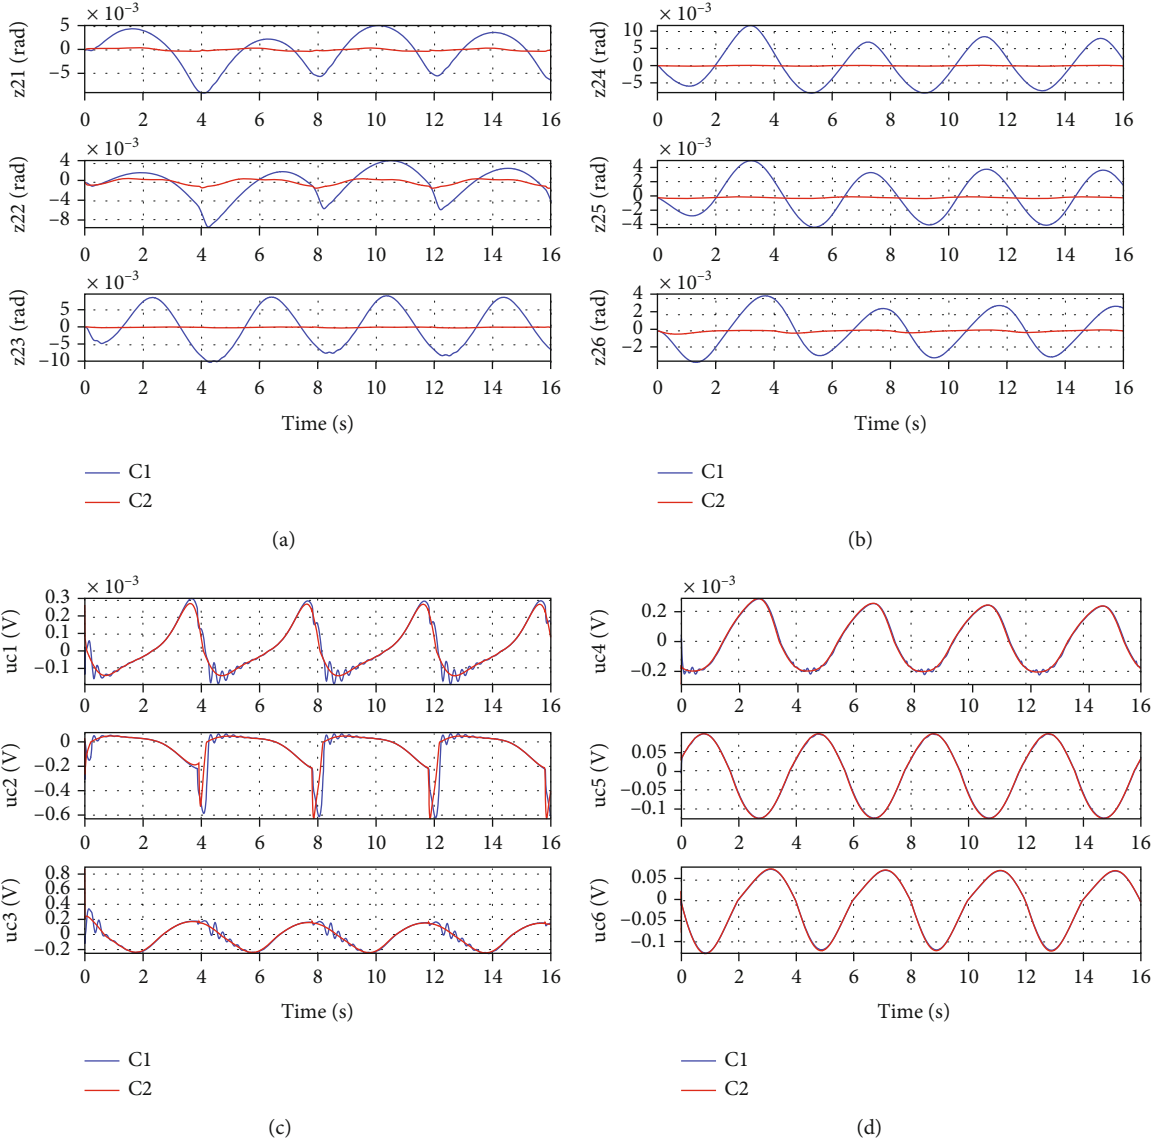 × 10⁻³
5
0
−5
z21 (rad)
0 2 4 6 8 10 12 14 16
× 10⁻³
4
0
−4
−8
z22 (rad)
0 2 4 6 8 10 12 14 16
× 10⁻³
5
0
−5
−10
z23 (rad)
0 2 4 6 8 10 12 14 16
Time (s)
C1
C2
(a)
× 10⁻³
10
5
0
−5
z24 (rad)
0 2 4 6 8 10 12 14 16
× 10⁻³
4
2
0
−2
−4
z25 (rad)
0 2 4 6 8 10 12 14 16
× 10⁻³
4
2
0
−2
z26 (rad)
0 2 4 6 8 10 12 14 16
Time (s)
C1
C2
(b)
× 10⁻³
0.3
0.2
0.1
0
−0.1
uc1 (V)
0 2 4 6 8 10 12 14 16
0
−0.2
−0.4
−0.6
uc2 (V)
0 2 4 6 8 10 12 14 16
0.8
0.6
0.4
0.2
−0.2
uc3 (V)
0 2 4 6 8 10 12 14 16
Time (s)
C1
C2
(c)
× 10⁻³
0.2
0
−0.2
uc4 (V)
0 2 4 6 8 10 12 14 16
0.05
0
−0.05
−0.1
uc5 (V)
0 2 4 6 8 10 12 14 16
0.05
0
−0.05
−0.1
uc6 (V)
0 2 4 6 8 10 12 14 16
Time (s)
C1
C2
(d)